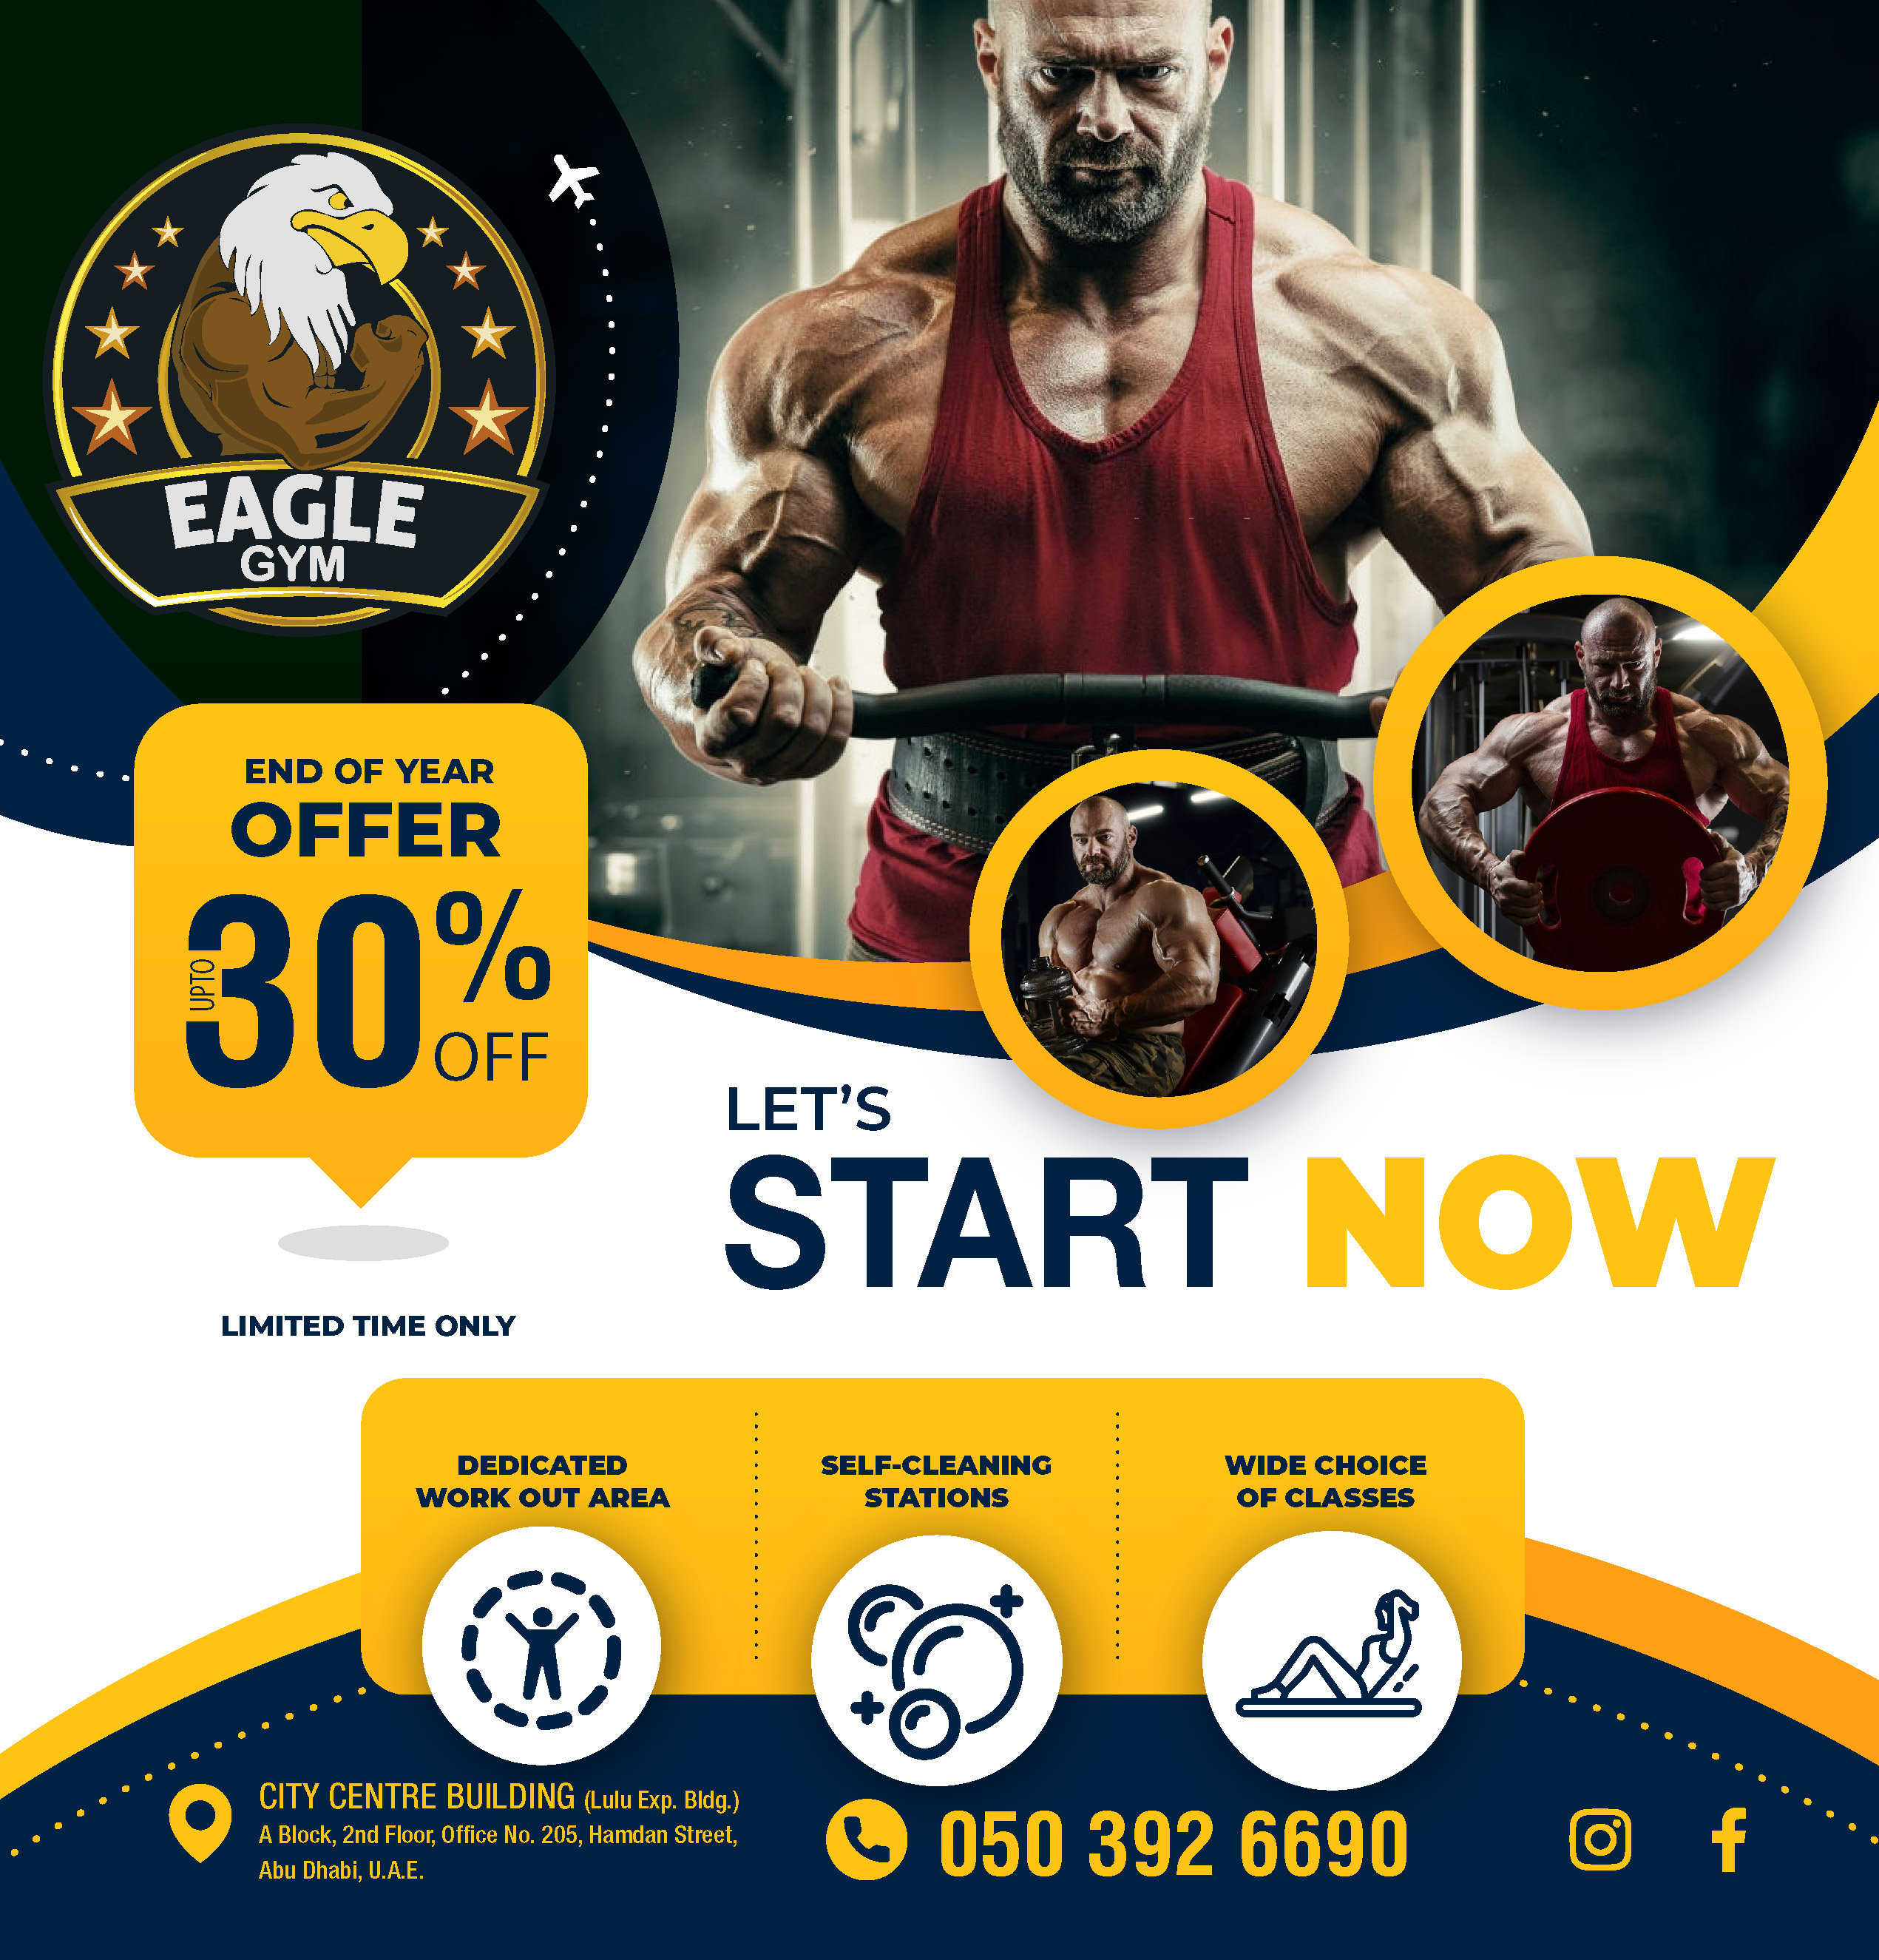 EAGLE
GYM
END OF YEAR
OFFER
UPTO
30%
OFF
LET'S
START NOW
LIMITED TIME ONLY
DEDICATED
WORK OUT AREA
SELF-CLEANING
STATIONS
WIDE CHOICE
OF CLASSES
CITY CENTRE BUILDING (Lulu Exp. Bldg.)
A Block, 2nd Floor, Office No. 205, Hamdan Street,
Abu Dhabi, U.A.E.
050 392 6690